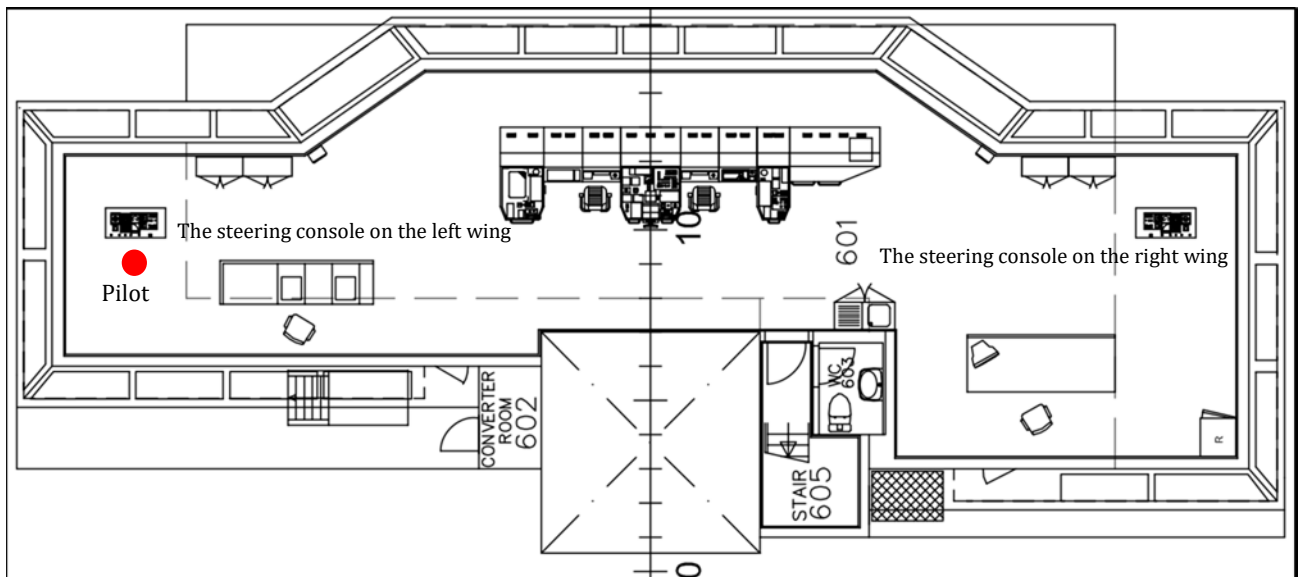 The steering console on the left wing
Pilot
The steering console on the right wing
10
601
WC
603
CONVERTER
ROOM
602
STAIR
605
R
0